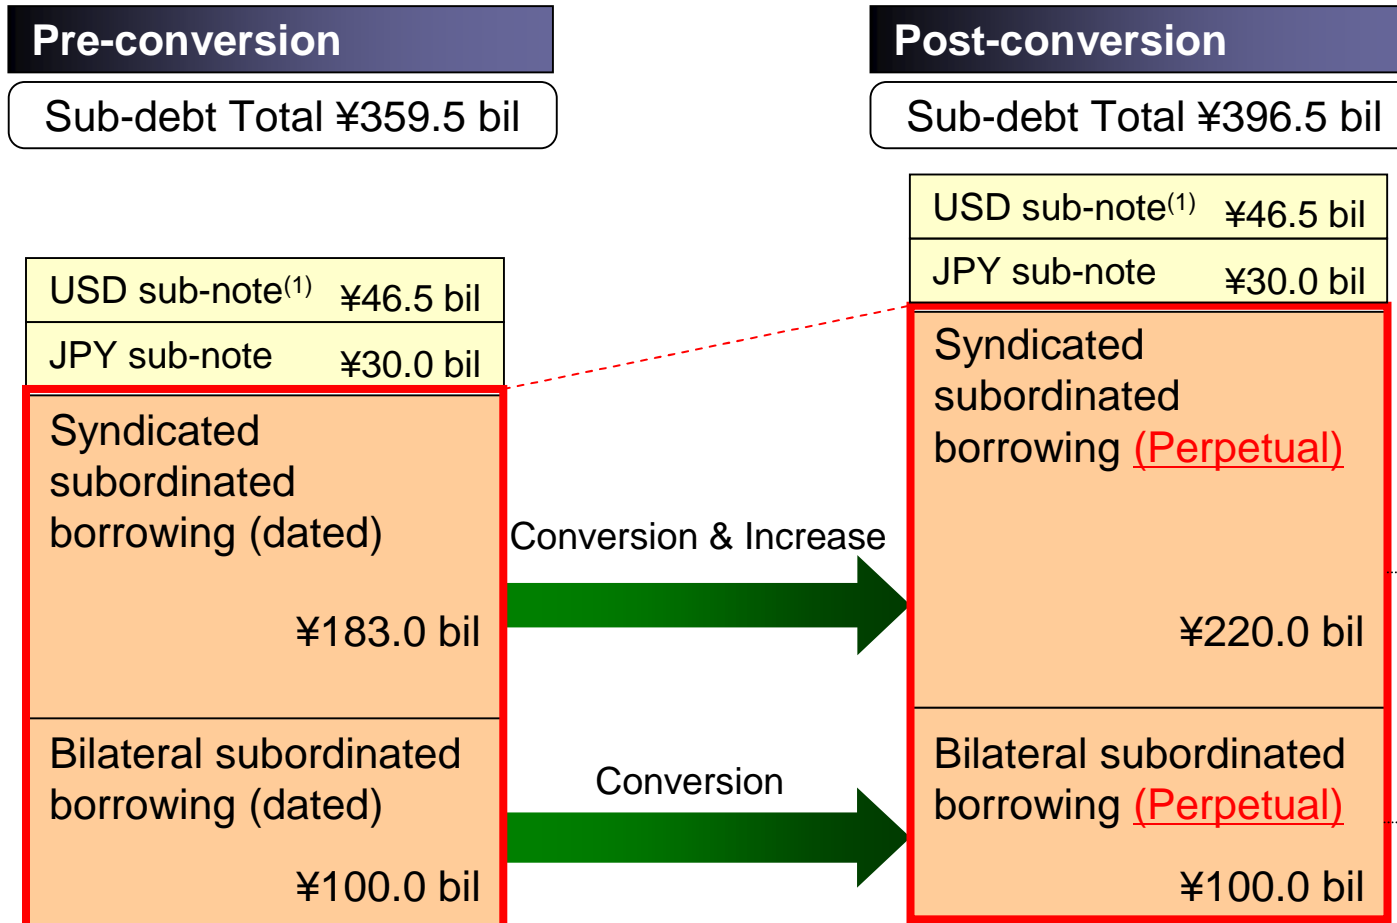 Pre-conversion
Sub-debt Total ¥359.5 bil
USD sub-note(1) ¥46.5 bil
JPY sub-note ¥30.0 bil
Syndicated
subordinated
borrowing (dated)
¥183.0 bil
Bilateral subordinated
borrowing (dated)
¥100.0 bil
Conversion & Increase
Conversion
Post-conversion
Sub-debt Total ¥396.5 bil
USD sub-note(1) ¥46.5 bil
JPY sub-note ¥30.0 bil
Syndicated
subordinated
borrowing (Perpetual)
¥220.0 bil
Bilateral subordinated
borrowing (Perpetual)
¥100.0 bil